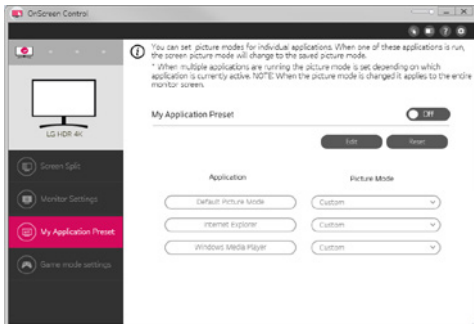 OnScreen Control
You can set picture modes for individual applications. When one of these applications is run,
the screen picture mode will change to the saved picture mode.
* When multiple applications are running the picture mode is set depending on which
application is currently active. NOTE: When the picture mode is changed it applies to the entire
monitor screen.
LG HDR 4K
My Application Preset
Off
Edit
Reset
Screen Split
Monitor Settings
My Application Preset
Game mode settings
Application
Picture Mode
Default Picture Mode
Custom
Internet Explorer
Custom
Windows Media Player
Custom